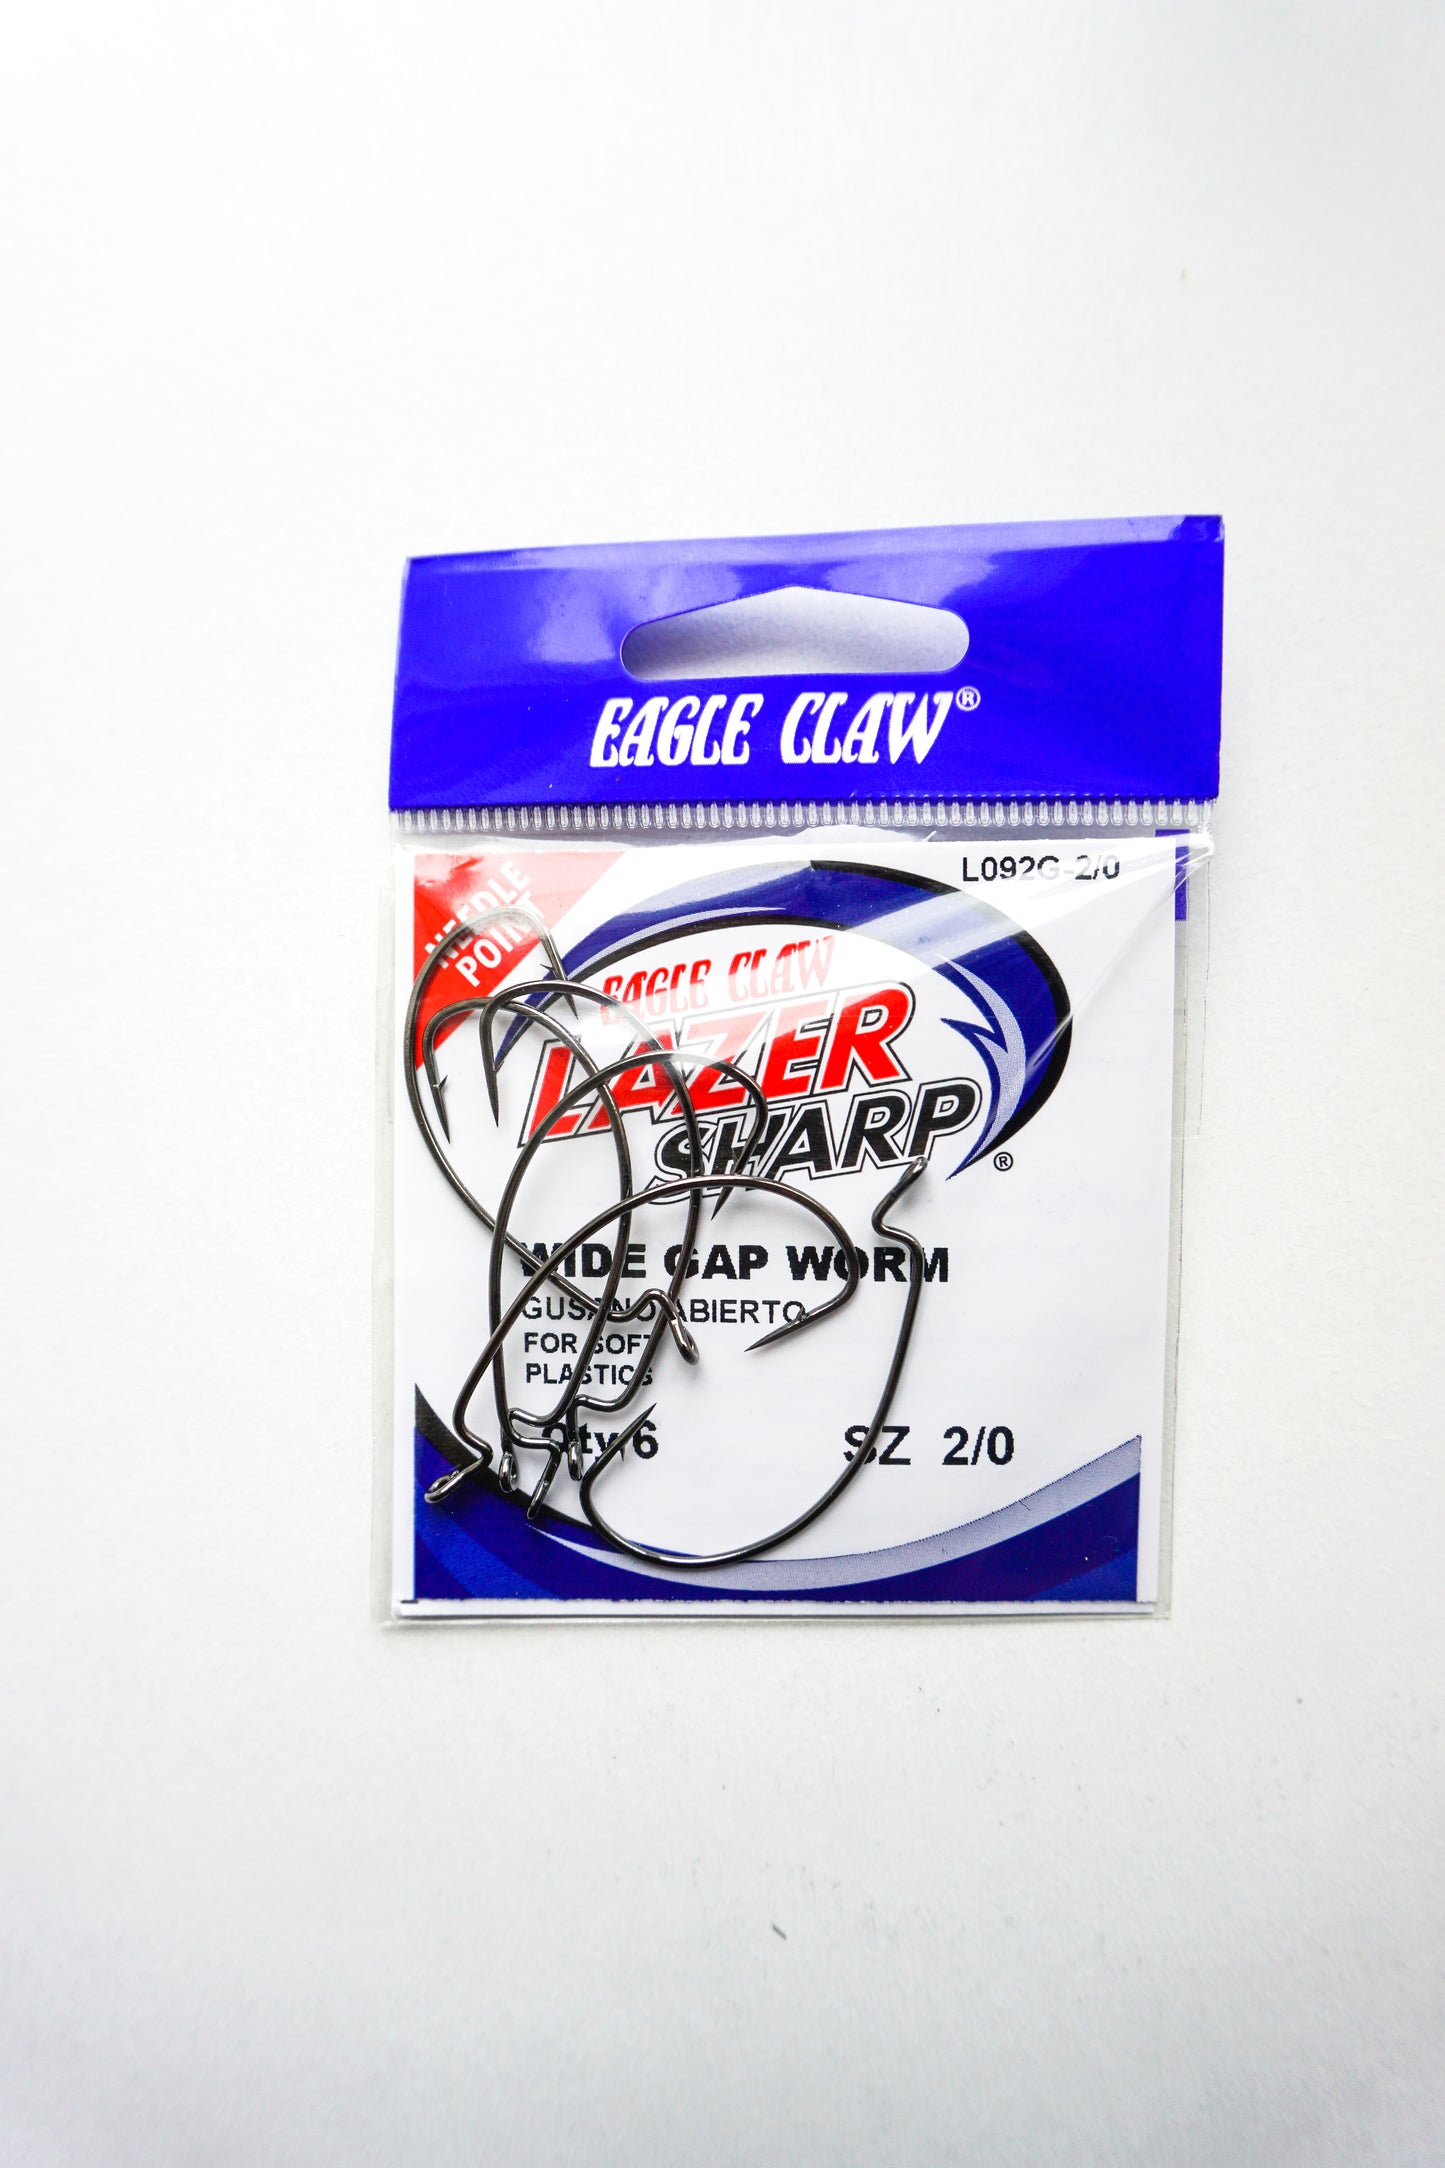 EAGLE CLAW®
L092G-2/0
NEEDLE
POINT
EAGLE CLAW
LAZER
SHARP®
WIDE GAP WORM
GUSANO ABIERTO
FOR SOFT
PLASTICS
Qty 6 SZ 2/0